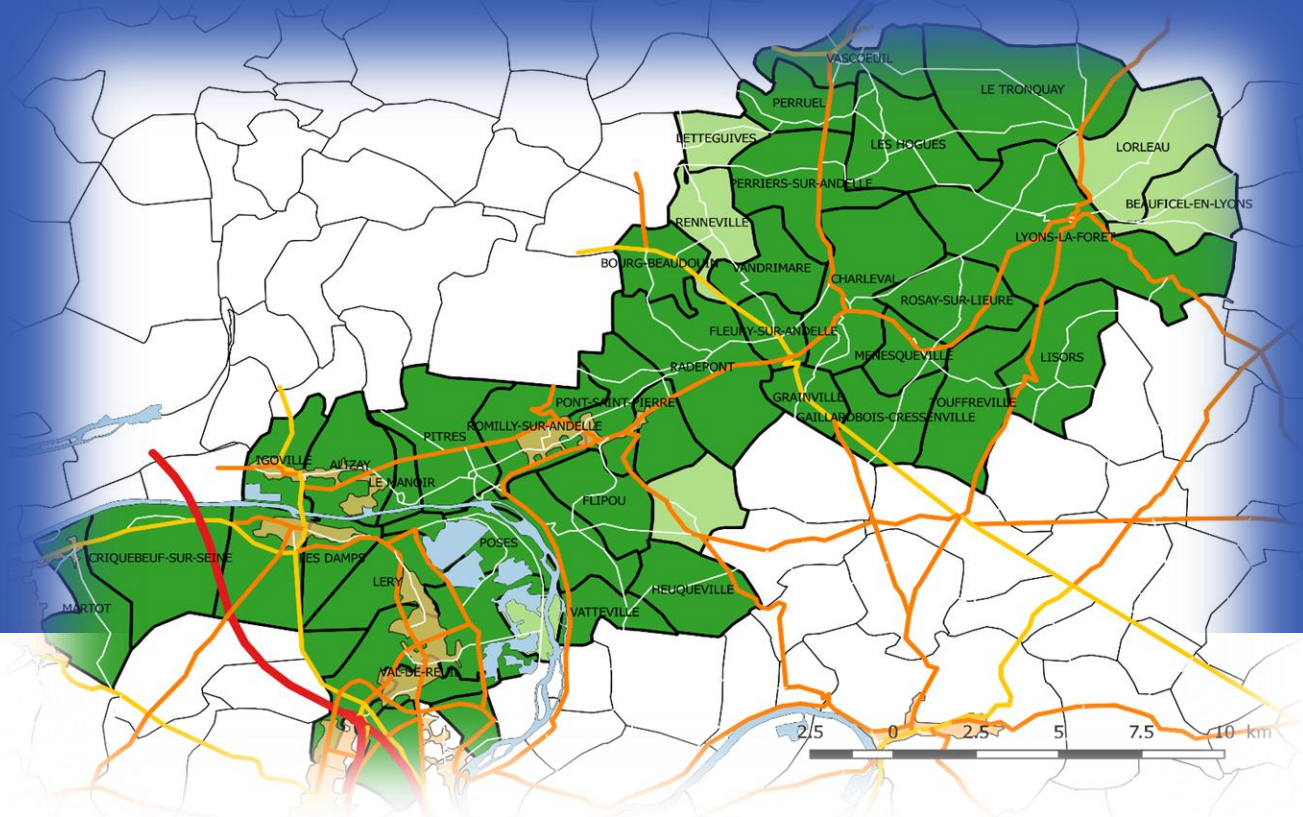 VASCOEUIL
LE TRONQUAY
PERRUEL
LETTEGUIVES
LES HOGUES
LORLEAU
PERRIERS-SUR-ANDELLE
BEAUFICEL-EN-LYONS
RENNEVILLE
LYONS-LA-FORET
BOURG-BEAUDOUIN
VANDRIMARE
CHARLEVAL
ROSAY-SUR-LIEURE
FLEURY-SUR-ANDELLE
MENESQUEVILLE
LISORS
RADEPONT
GRAINVILLE
PONT-SAINT-PIERRE
TOUFFREVILLE
GAILLARDBOIS-CRESSENVILLE
ROMILLY-SUR-ANDELLE
PITRES
IGOVILLE
ALIZAY
LE MANOIR
FLIPOU
POSES
CRIQUEBEUF-SUR-SEINE
LES DAMPS
LERY
HEUQUEVILLE
MARTOT
VATTEVILLE
VAL-DE-REUIL
2.5 0 2.5 5 7.5 10 km